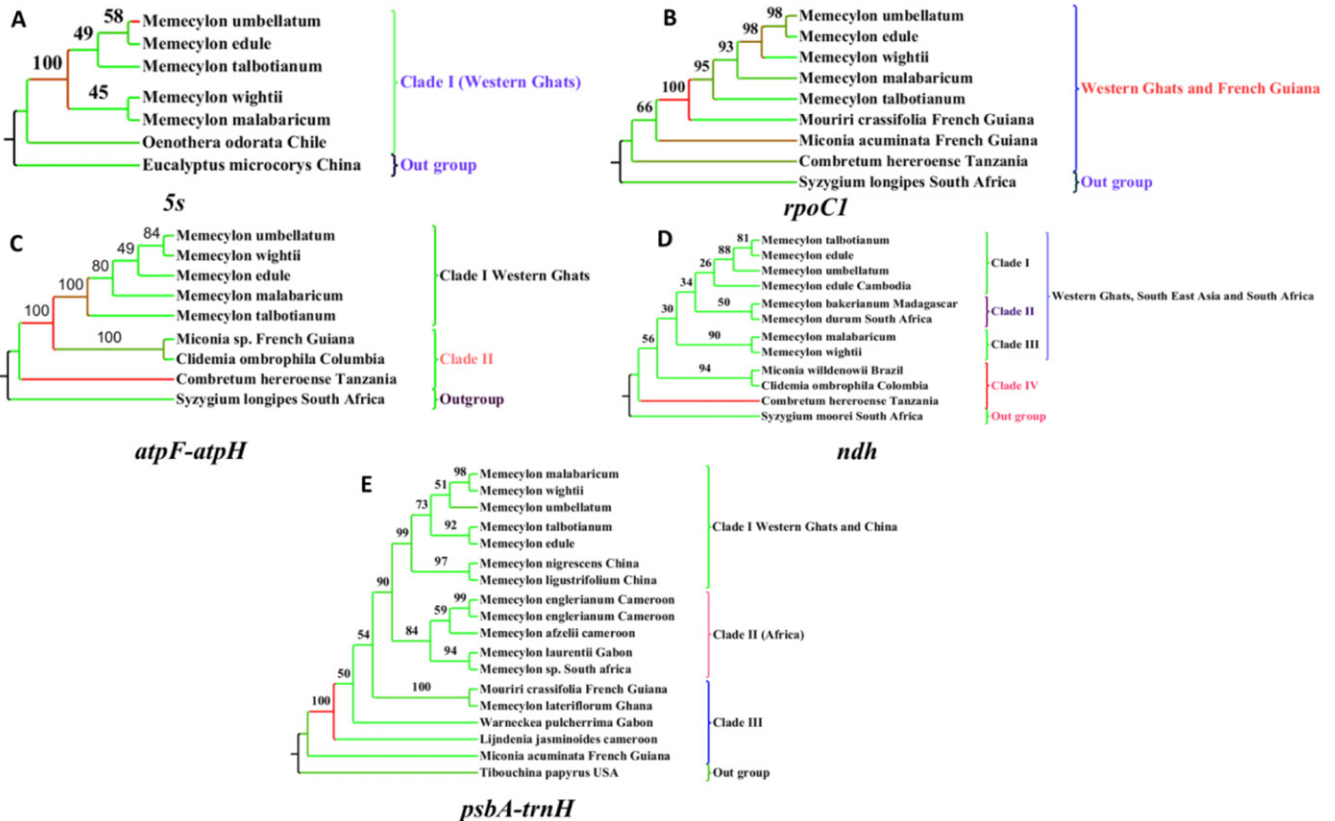 A
58
Memecylon umbellatum
49
Memecylon edule
100
Memecylon talbotianum
45
Memecylon wightii
Memecylon malabaricum
Oenothera odorata Chile
Eucalyptus microcorys China
Clade I (Western Ghats)
Out group
5s
B
98
Memecylon umbellatum
98
Memecylon edule
93
Memecylon wightii
95
Memecylon malabaricum
100
Memecylon talbotianum
66
Mouriri crassifolia French Guiana
Miconia acuminata French Guiana
Combretum hereroense Tanzania
Syzygium longipes South Africa
Western Ghats and French Guiana
Out group
rpoC1
C
84
Memecylon umbellatum
49
Memecylon wightii
80
Memecylon edule
100
Memecylon malabaricum
100
Memecylon talbotianum
100
Miconia sp. French Guiana
Clidemia ombrophila Columbia
Combretum hereroense Tanzania
Syzygium longipes South Africa
Clade I Western Ghats
Clade II
Outgroup
atpF-atpH
D
81
Memecylon talbotianum
88
Memecylon edule
26
Memecylon umbellatum
34
Memecylon edule Cambodia
50
Memecylon bakerianum Madagascar
30
Memecylon durum South Africa
90
Memecylon malabaricum
56
Memecylon wightii
94
Miconia willdenowii Brazil
Clidemia ombrophila Colombia
Combretum hereroense Tanzania
Syzygium moorei South Africa
Clade I
Clade II
Clade III
Clade IV
Out group
Western Ghats, South East Asia and South Africa
ndh
E
98
Memecylon malabaricum
51
Memecylon wightii
73
Memecylon umbellatum
92
Memecylon talbotianum
99
Memecylon edule
97
Memecylon nigrescens China
Memecylon ligustrifolium China
90
99
Memecylon englerianum Cameroon
59
Memecylon englerianum Cameroon
84
Memecylon afzelii cameroon
94
Memecylon laurentii Gabon
54
Memecylon sp. South africa
100
Mouriri crassifolia French Guiana
50
Memecylon lateriflorum Ghana
100
Warneckea pulcherrima Gabon
Lijndenia jasminoides cameroon
Miconia acuminata French Guiana
Tibouchina papyrus USA
Clade I Western Ghats and China
Clade II (Africa)
Clade III
Out group
psbA-trnH